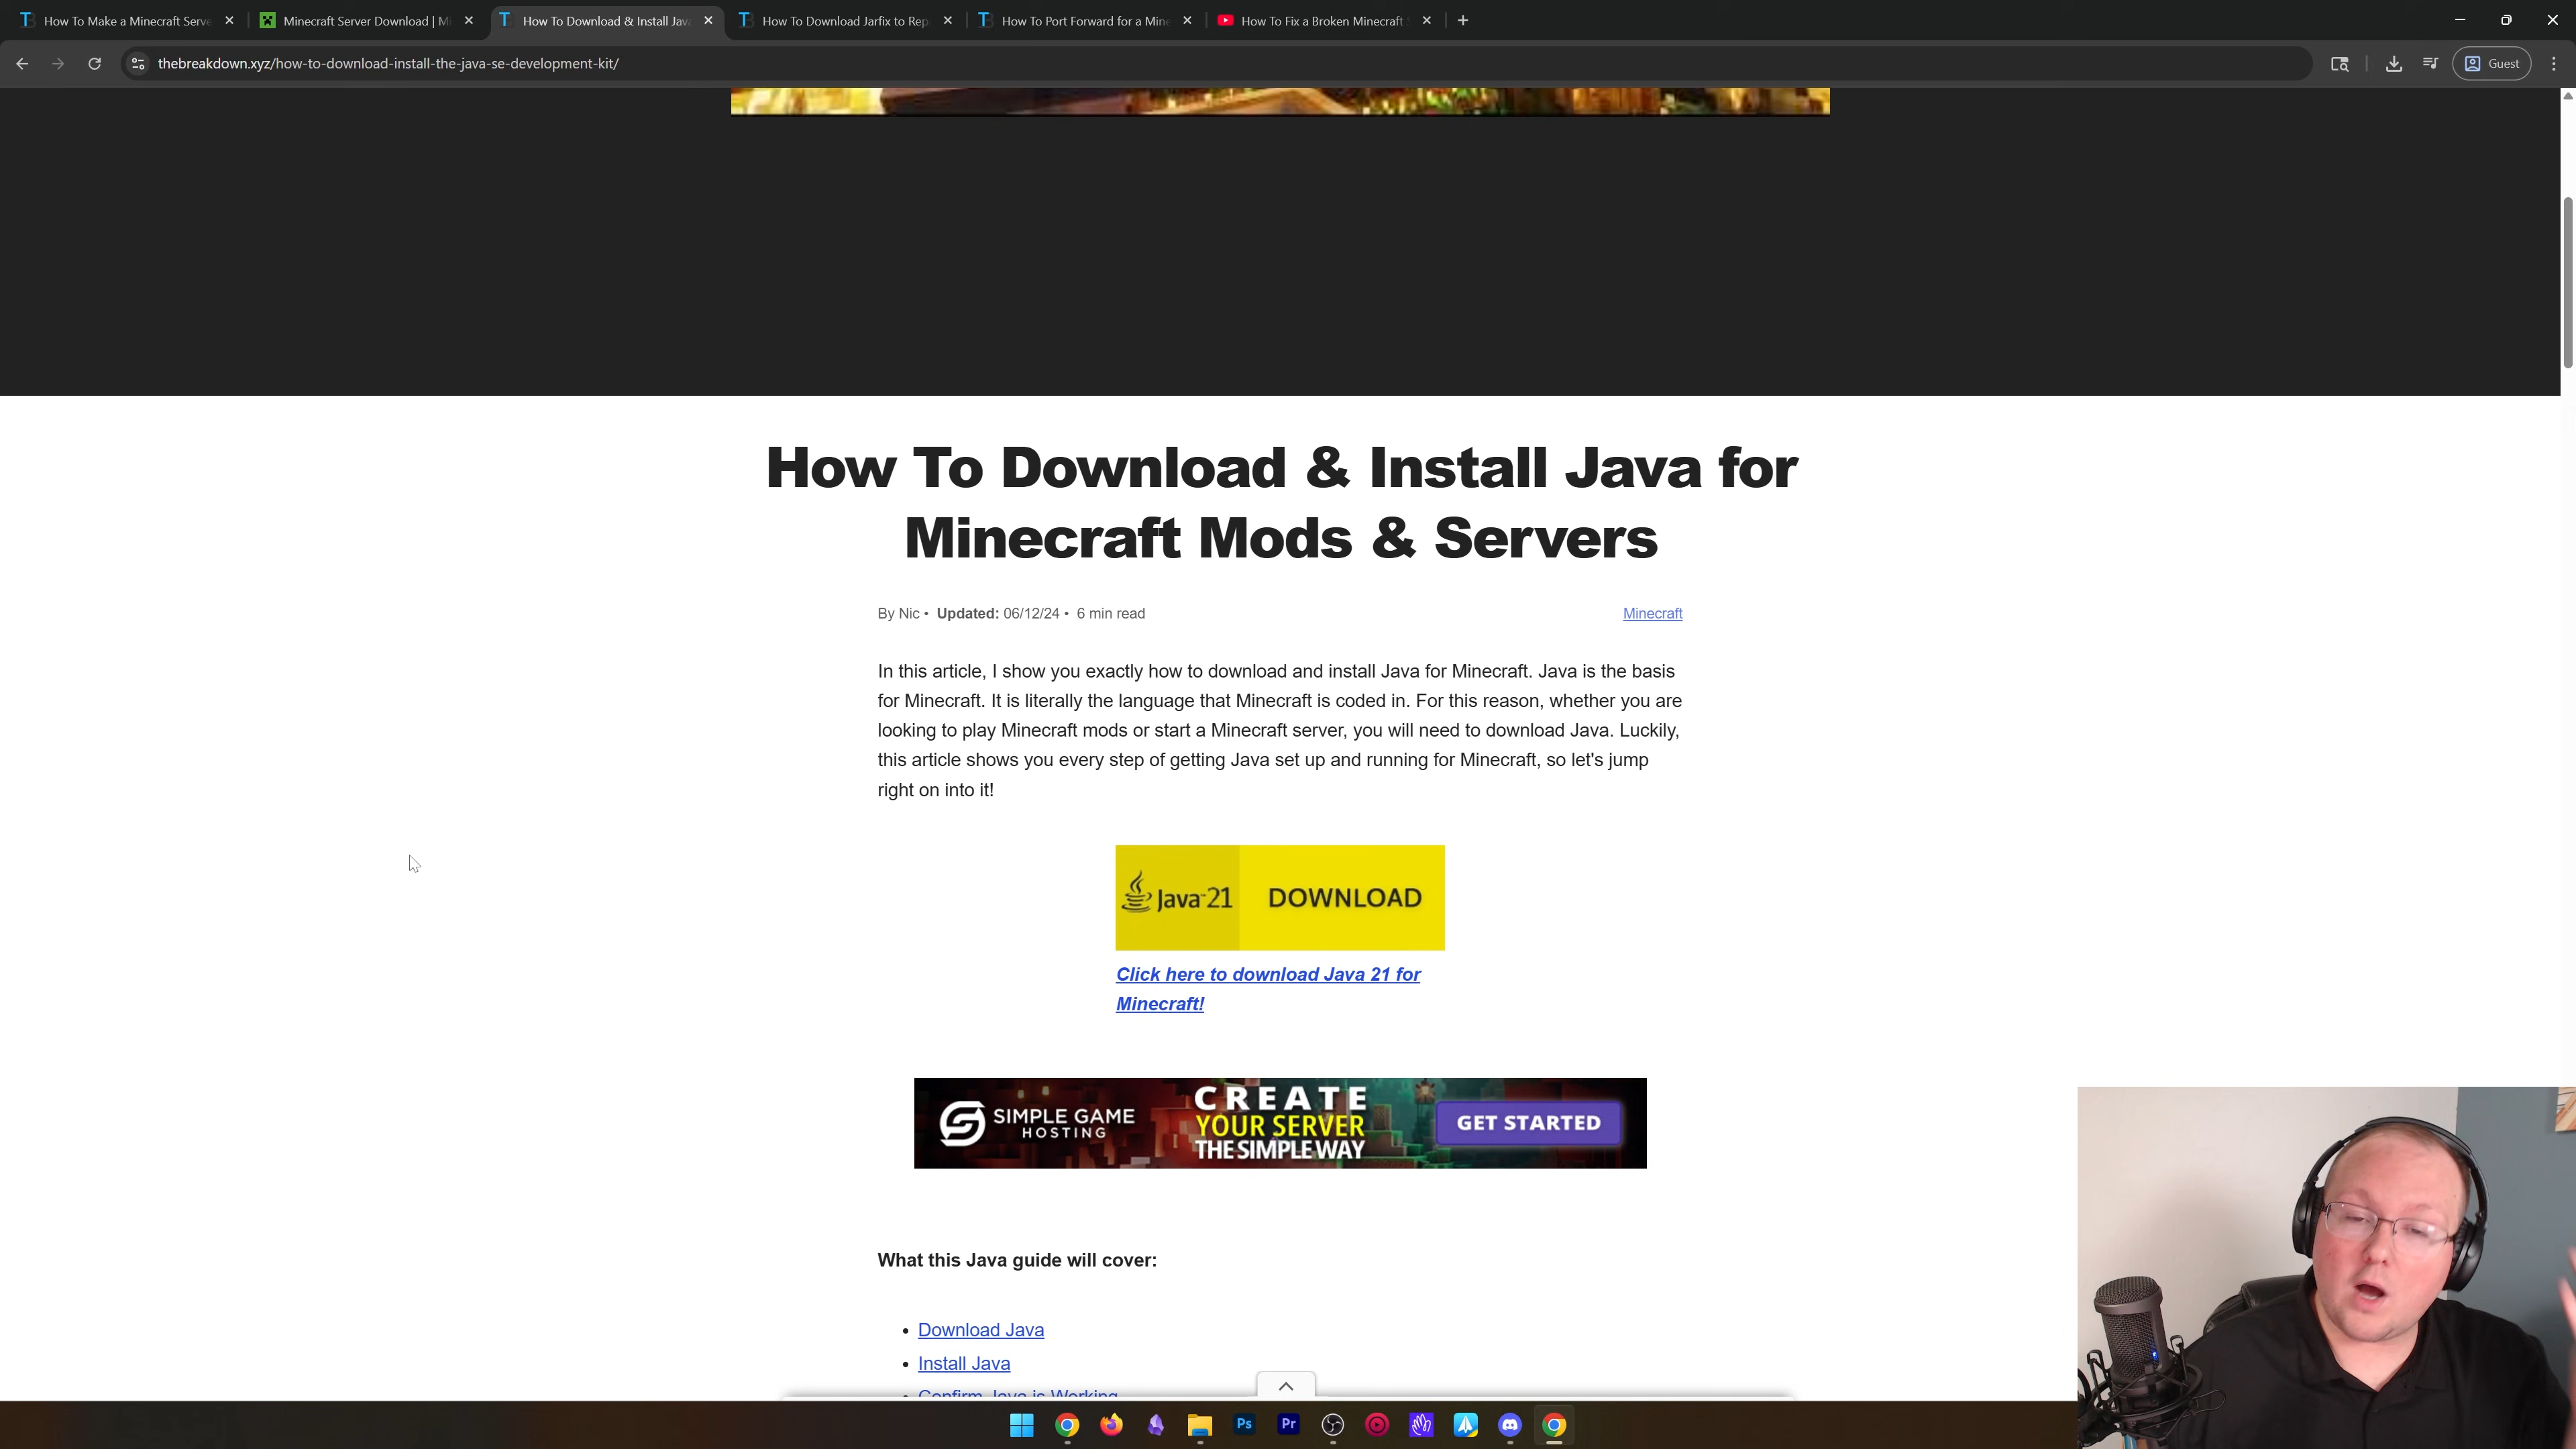 How To Make a Minecraft Serve
Minecraft Server Download | Mi
How To Download & Install Jav
How To Download Jarfix to Rep
How To Port Forward for a Mine
How To Fix a Broken Minecraft
thebreakdown.xyz/how-to-download-install-the-java-se-development-kit/
Guest
How To Download & Install Java for
Minecraft Mods & Servers
By Nic • Updated: 06/12/24 • 6 min read
Minecraft
In this article, I show you exactly how to download and install Java for Minecraft. Java is the basis
for Minecraft. It is literally the language that Minecraft is coded in. For this reason, whether you are
looking to play Minecraft mods or start a Minecraft server, you will need to download Java. Luckily,
this article shows you every step of getting Java set up and running for Minecraft, so let's jump
right on into it!
Java 21 DOWNLOAD
Click here to download Java 21 for
Minecraft!
SIMPLE GAME
HOSTING
CREATE
YOUR SERVER
THE SIMPLE WAY
GET STARTED
What this Java guide will cover:
• Download Java
• Install Java
• Confirm Java is Working
Ps
Pr